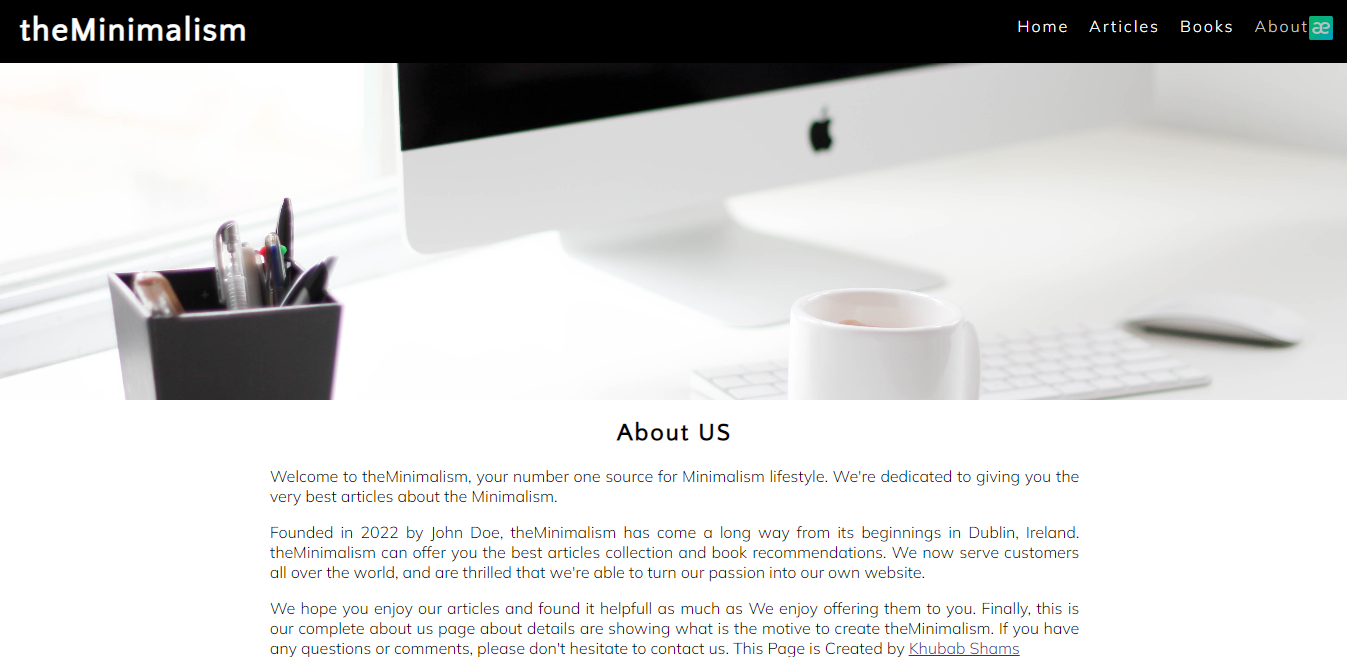 theMinimalism
Home Articles Books About æ
About US
Welcome to theMinimalism, your number one source for Minimalism lifestyle. We're dedicated to giving you the
very best articles about the Minimalism.
Founded in 2022 by John Doe, theMinimalism has come a long way from its beginnings in Dublin, Ireland.
theMinimalism can offer you the best articles collection and book recommendations. We now serve customers
all over the world, and are thrilled that we're able to turn our passion into our own website.
We hope you enjoy our articles and found it helpfull as much as We enjoy offering them to you. Finally, this is
our complete about us page about details are showing what is the motive to create theMinimalism. If you have
any questions or comments, please don't hesitate to contact us. This Page is Created by Khubab Shams